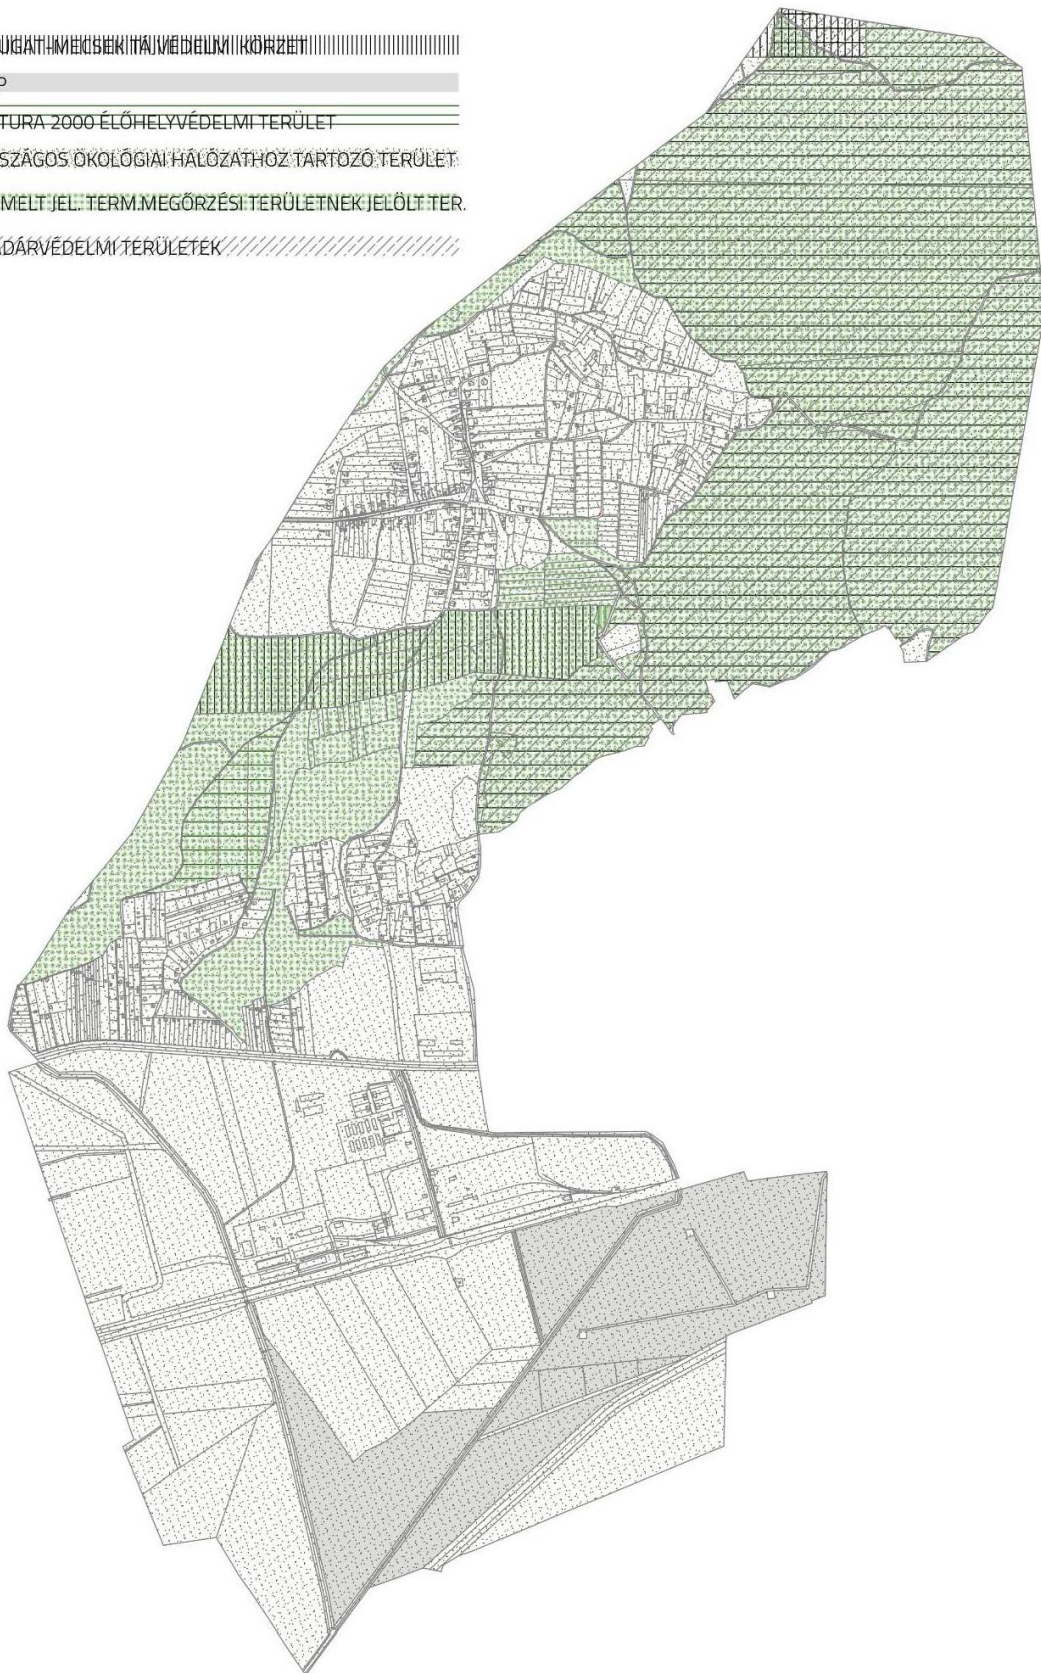 UGAT-MECSEK TÁJVÉDELMI KÖRZET
P
TURA 2000 ÉLŐHELYVÉDELMI TERÜLET
SZÁGOS ÖKOLÓGIAI HÁLÓZATHOZ TARTOZÓ TERÜLET
MELT JEL. TERM.MEGŐRZÉSI TERÜLETNEK JELÖLT TER.
DÁRVÉDELMI TERÜLETEK